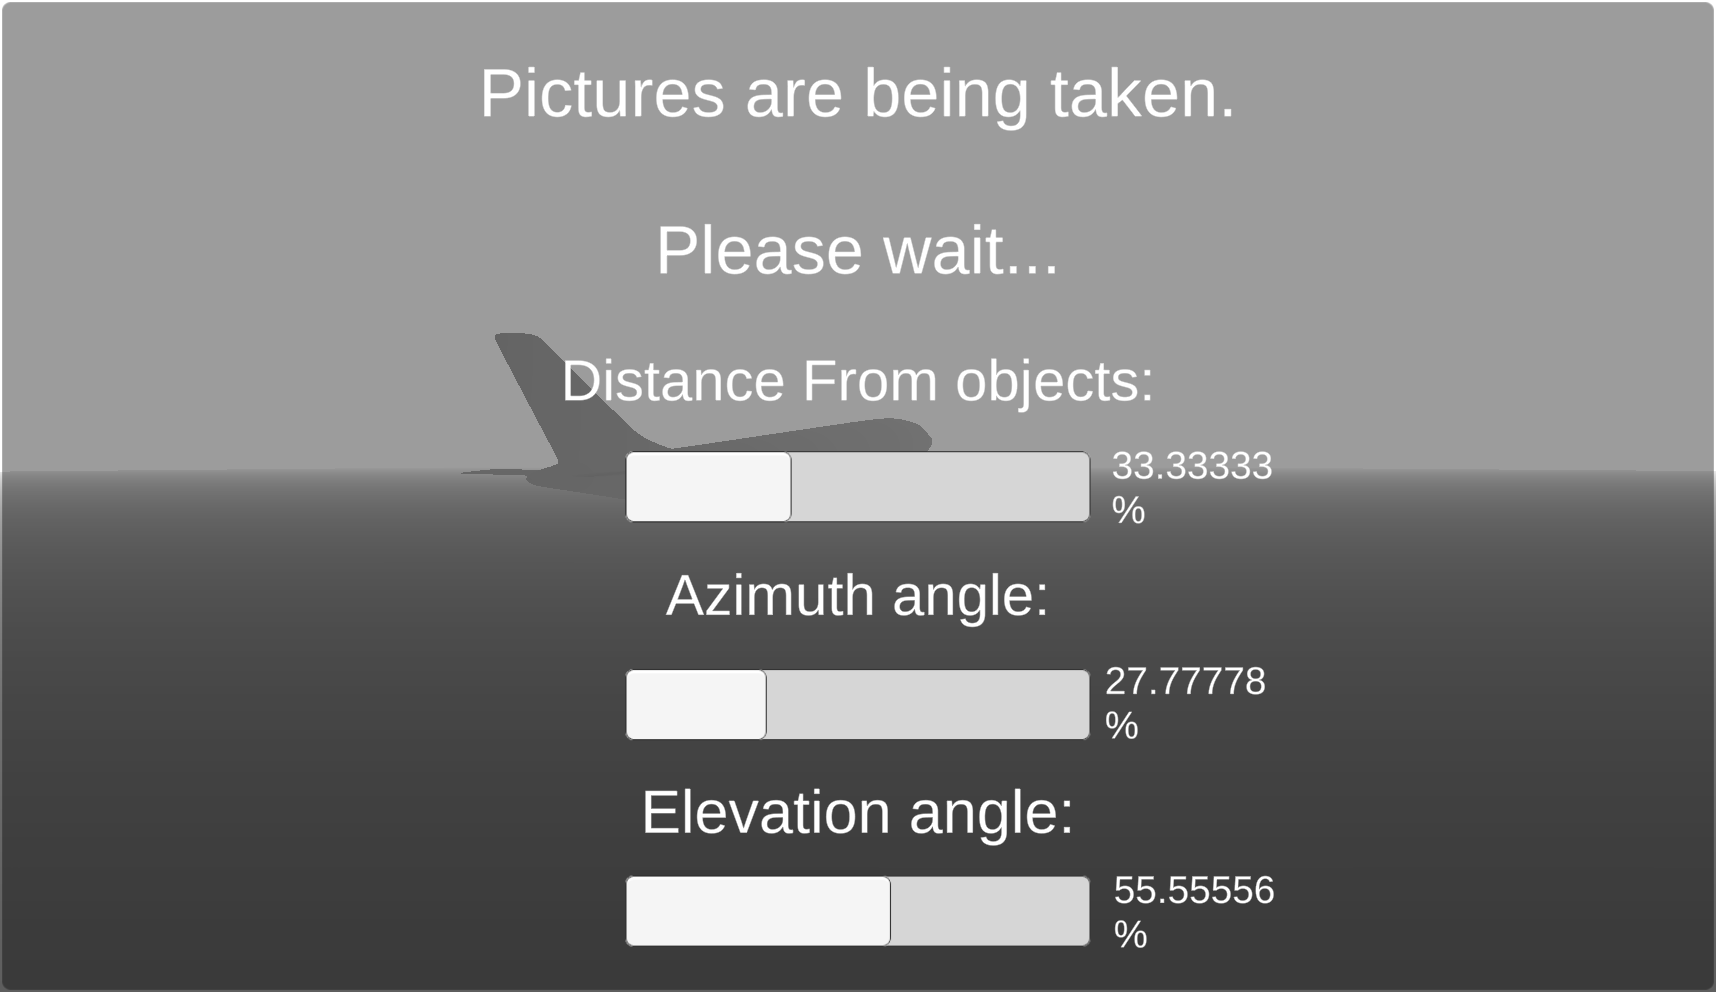 Pictures are being taken.
Please wait...
Distance From objects:
33.33333
%
Azimuth angle:
27.77778
%
Elevation angle:
55.55556
%